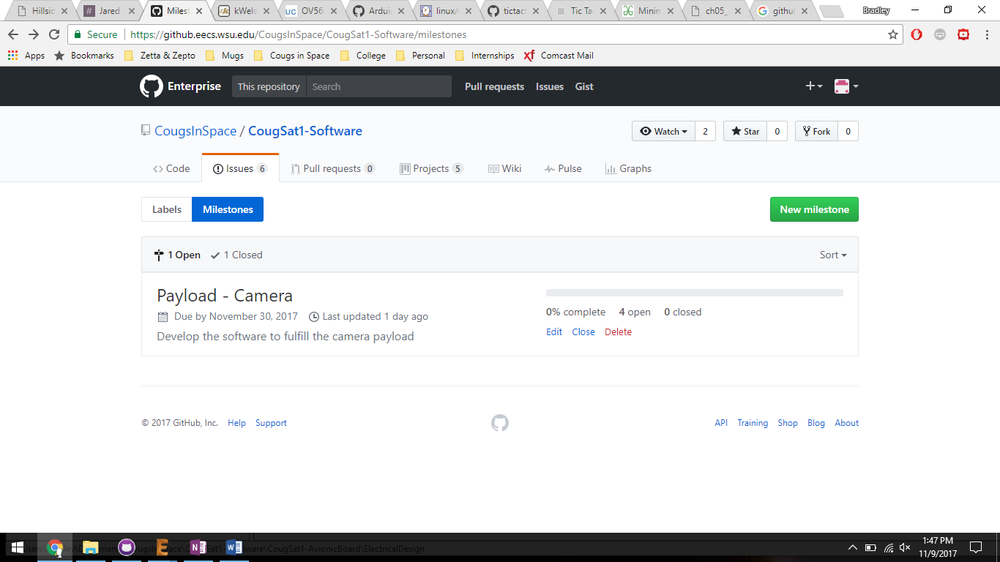 Hillsid Jared Milest kWelc OV56 Ardui linux/ tictact Tic Ta Minim ch05_ githul Bradley
Secure https://github.eecs.wsu.edu/CougsInSpace/CougSat1-Software/milestones
Apps Bookmarks Zetta & Zepto Mugs Cougs in Space College Personal Internships xf Comcast Mail
Enterprise This repository Search Pull requests Issues Gist
CougsInSpace / CougSat1-Software Watch 2 Star 0 Fork 0
Code Issues 6 Pull requests 0 Projects 5 Wiki Pulse Graphs
Labels Milestones New milestone
1 Open 1 Closed Sort
Payload - Camera
Due by November 30, 2017 Last updated 1 day ago
Develop the software to fulfill the camera payload
0% complete 4 open 0 closed
Edit Close Delete
© 2017 GitHub, Inc. Help Support API Training Shop Blog About
1:47 PM
11/9/2017